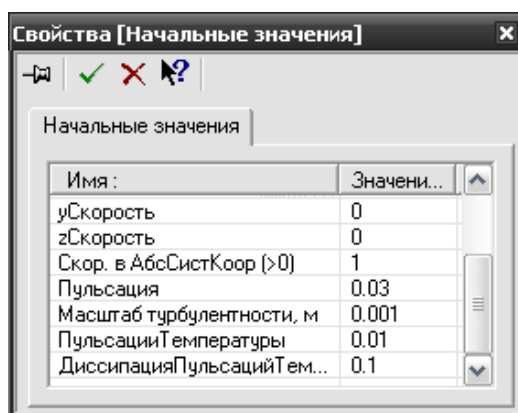 Свойства [Начальные значения]
Начальные значения
Имя : Значени...
yСкорость 0
zСкорость 0
Скор. в АбсСистКоор (>0) 1
Пульсация 0.03
Масштаб турбулентности, м 0.001
ПульсацииТемпературы 0.01
ДиссипацияПульсацийТем... 0.1